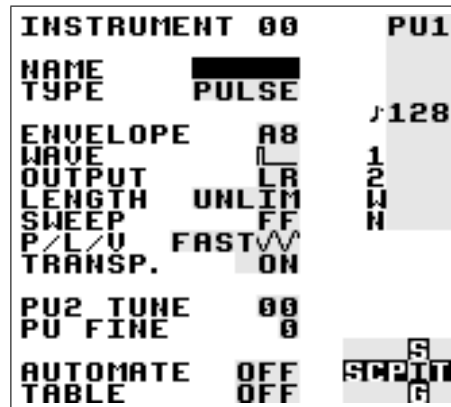 INSTRUMENT 00 PU1
NAME
TYPE PULSE
♪128
ENVELOPE A8
WAVE 1
OUTPUT LR 2
LENGTH UNLIM W
SWEEP FF N
P/L/V FAST
TRANSP. ON
PU2 TUNE 00
PU FINE 0
S
AUTOMATE OFF SCPIT
TABLE OFF G